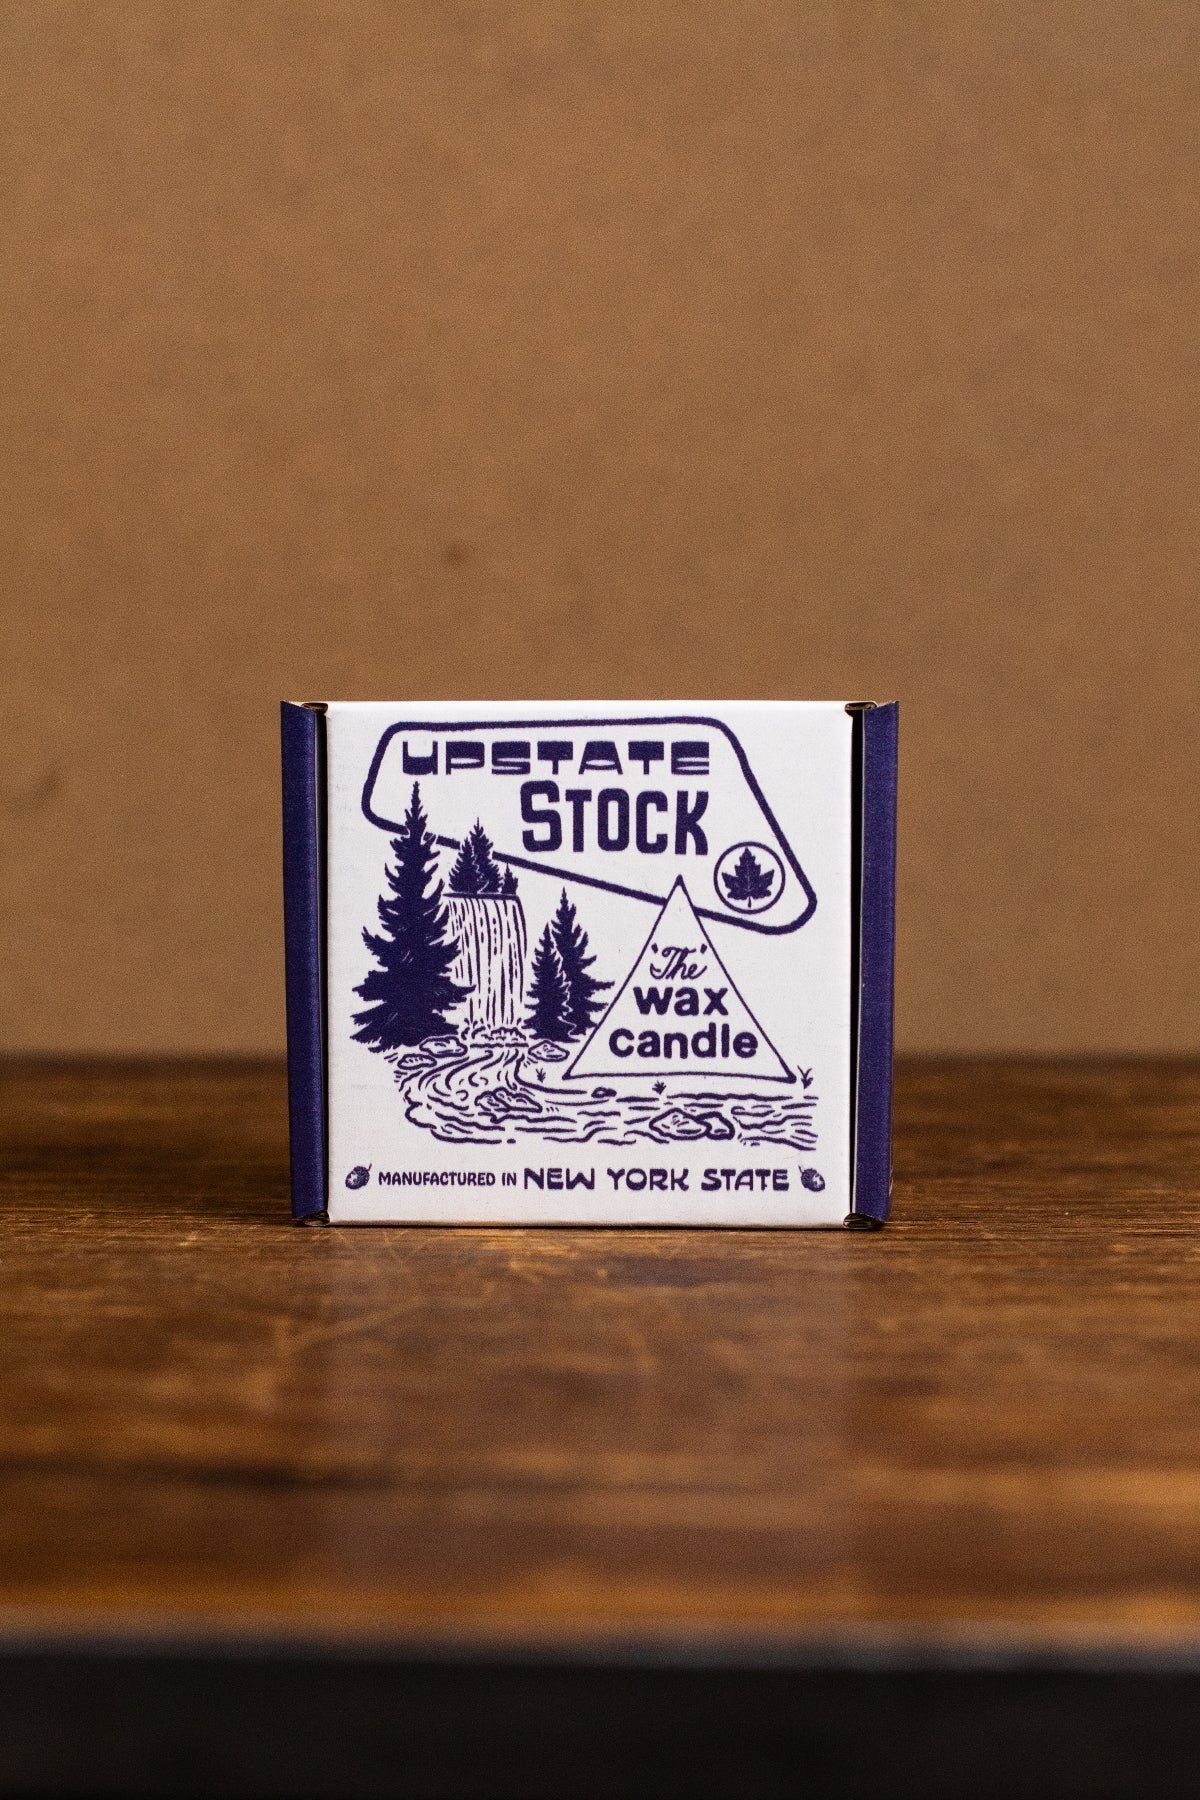 UPSTATE
STOCK
"The"
wax
candle
MANUFACTURED IN NEW YORK STATE